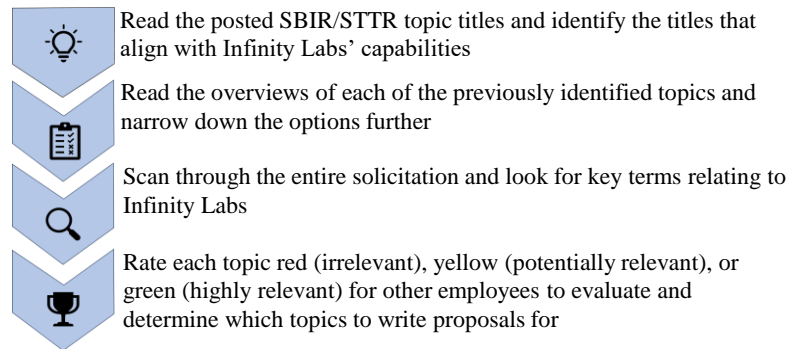 Read the posted SBIR/STTR topic titles and identify the titles that
align with Infinity Labs’ capabilities
Read the overviews of each of the previously identified topics and
narrow down the options further
Scan through the entire solicitation and look for key terms relating to
Infinity Labs
Rate each topic red (irrelevant), yellow (potentially relevant), or
green (highly relevant) for other employees to evaluate and
determine which topics to write proposals for